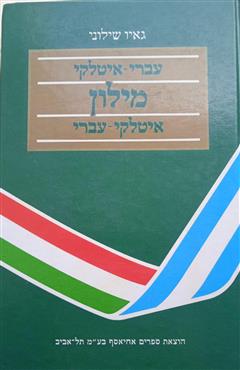 גאיו שילוני
עברי-איטלקי
מילון
איטלקי-עברי
הוצאת ספרים אחיאסף בע"מ תל-אביב